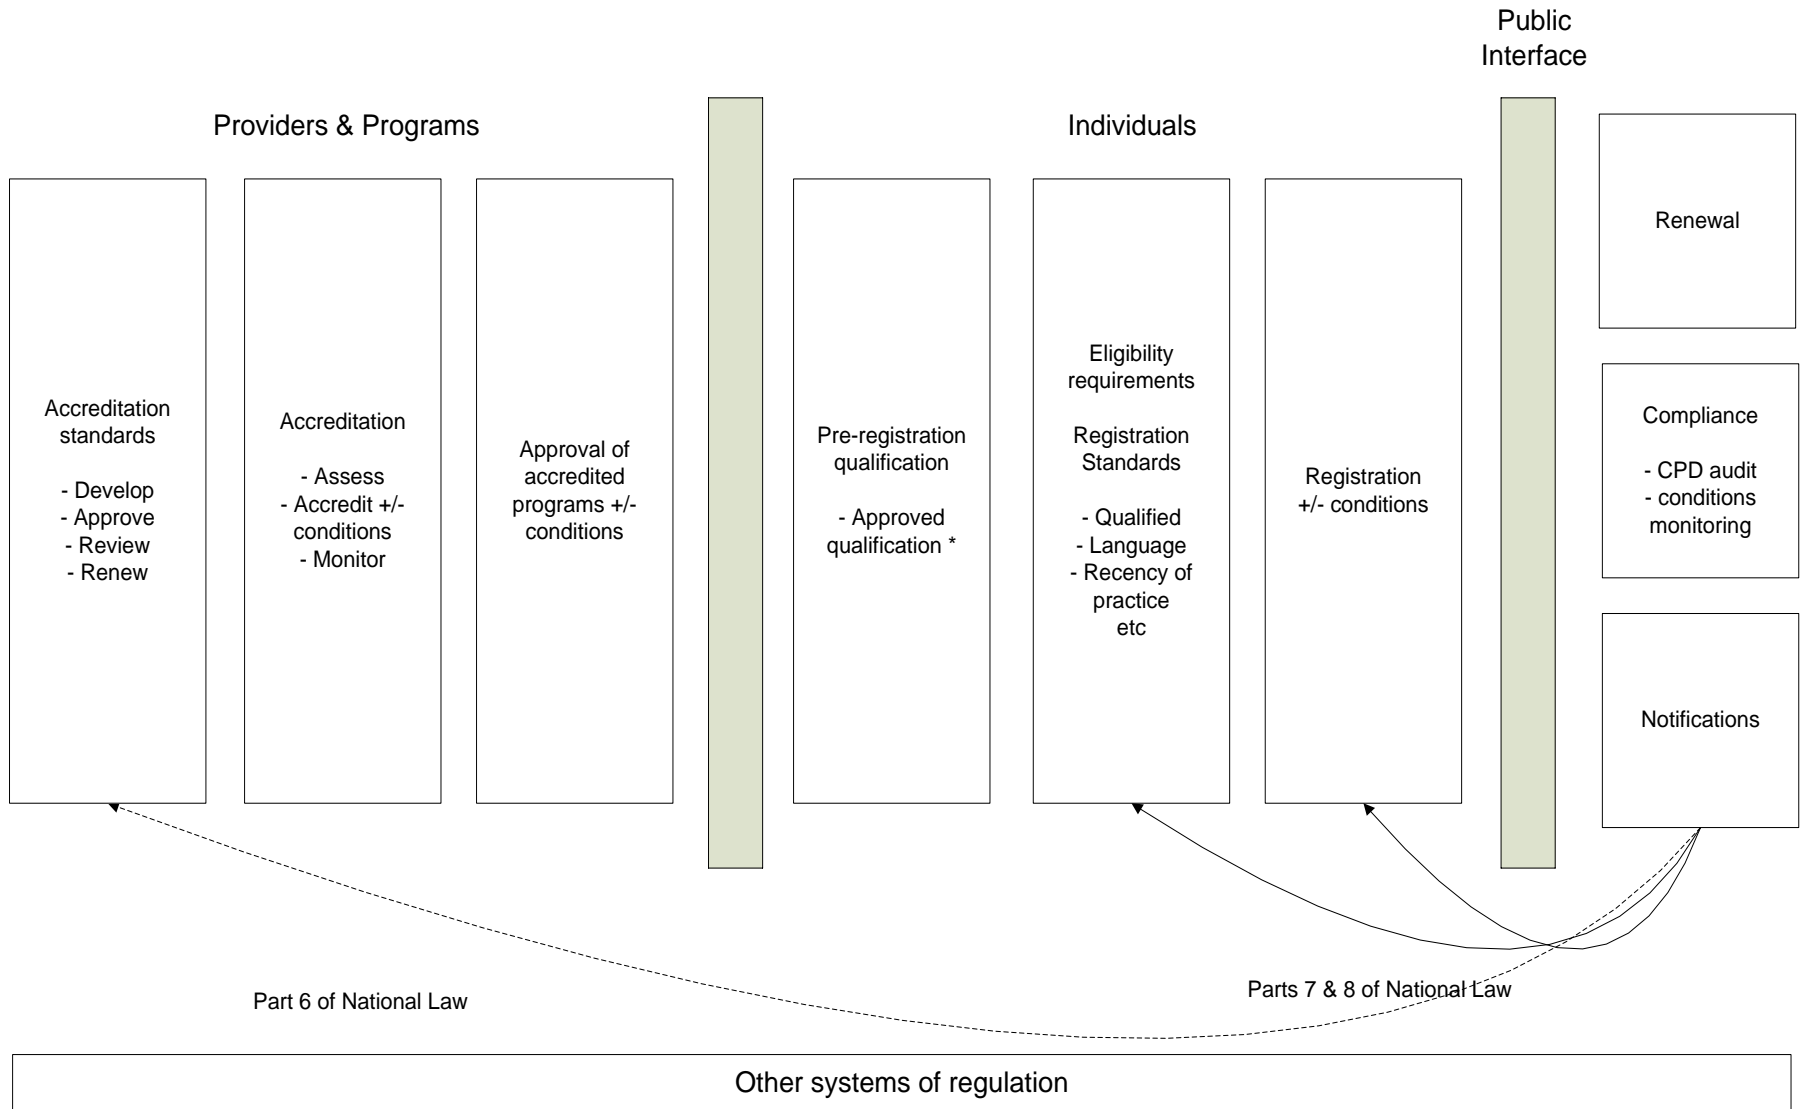 Public
Interface
Providers & Programs
Individuals
Accreditation
standards
- Develop
- Approve
- Review
- Renew
Accreditation
- Assess
- Accredit +/-
conditions
- Monitor
Approval of
accredited
programs +/-
conditions
Pre-registration
qualification
- Approved
qualification *
Eligibility
requirements
Registration
Standards
- Qualified
- Language
- Recency of
practice
etc
Registration
+/- conditions
Renewal
Compliance
- CPD audit
- conditions
monitoring
Notifications
Part 6 of National Law
Parts 7 & 8 of National Law
Other systems of regulation